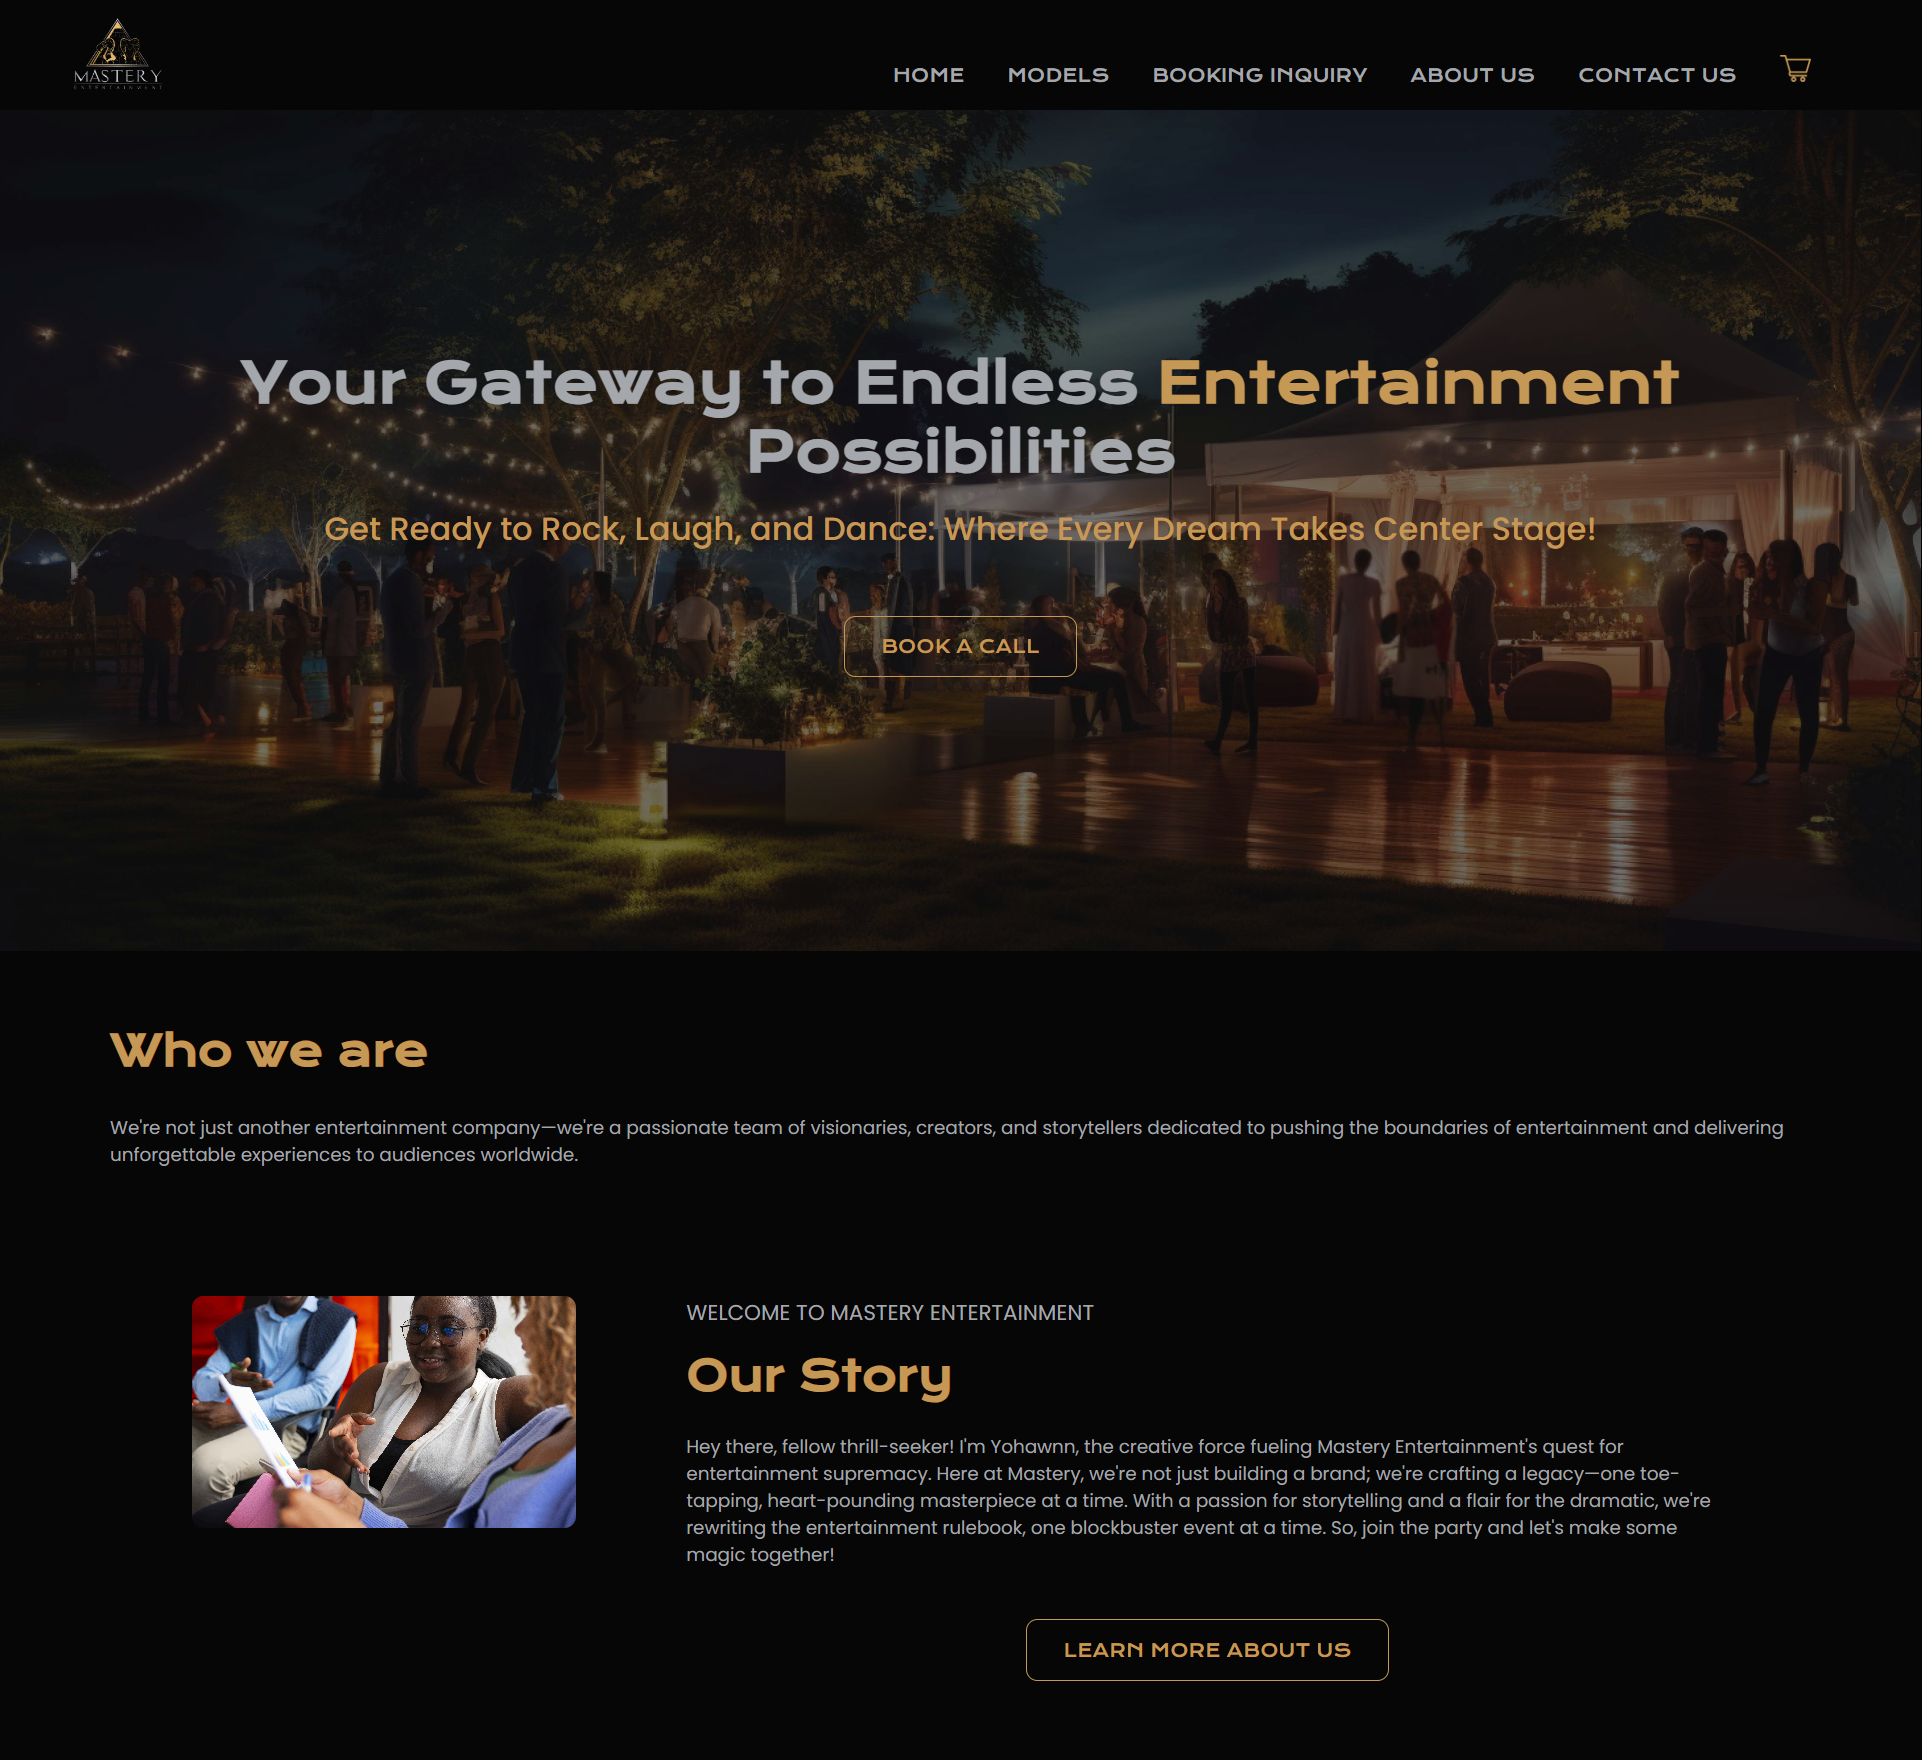 MASTERY
ENTERTAINMENT
HOME MODELS BOOKING INQUIRY ABOUT US CONTACT US
Your Gateway to Endless Entertainment
Possibilities
Get Ready to Rock, Laugh, and Dance: Where Every Dream Takes Center Stage!
BOOK A CALL
Who we are
We're not just another entertainment company—we're a passionate team of visionaries, creators, and storytellers dedicated to pushing the boundaries of entertainment and delivering
unforgettable experiences to audiences worldwide.
WELCOME TO MASTERY ENTERTAINMENT
Our Story
Hey there, fellow thrill-seeker! I'm Yohawnn, the creative force fueling Mastery Entertainment's quest for
entertainment supremacy. Here at Mastery, we're not just building a brand; we're crafting a legacy—one toe-
tapping, heart-pounding masterpiece at a time. With a passion for storytelling and a flair for the dramatic, we're
rewriting the entertainment rulebook, one blockbuster event at a time. So, join the party and let's make some
magic together!
LEARN MORE ABOUT US